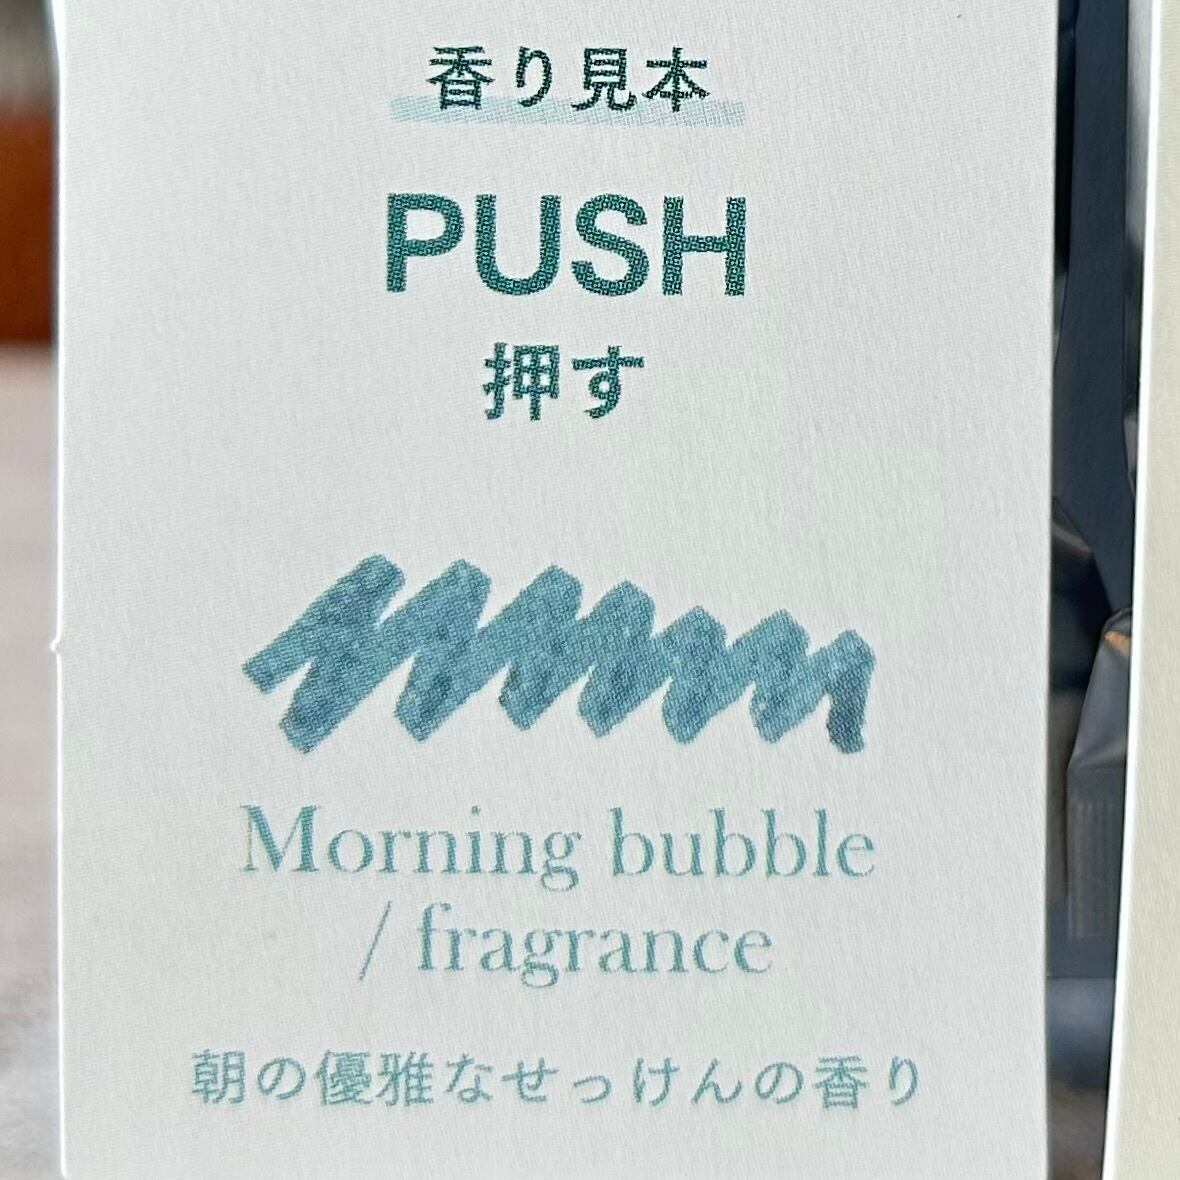 香り見本
PUSH
押す
Morning bubble
/ fragrance
朝の優雅なせっけんの香り